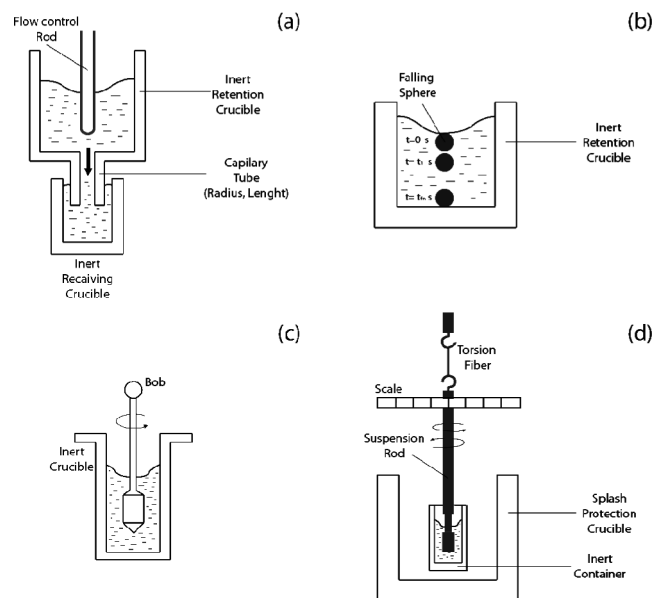 Flow control
Rod
(a)
Inert
Retention
Crucible
Capilary
Tube
(Radius, Lenght)
Inert
Recaiving
Crucible
(b)
Falling
Sphere
t=0 s
t= t₁ s
Inert
Retention
Crucible
(c)
Bob
Inert
Crucible
(d)
Torsion
Fiber
Scale
Suspension
Rod
Splash
Protection
Crucible
Inert
Container